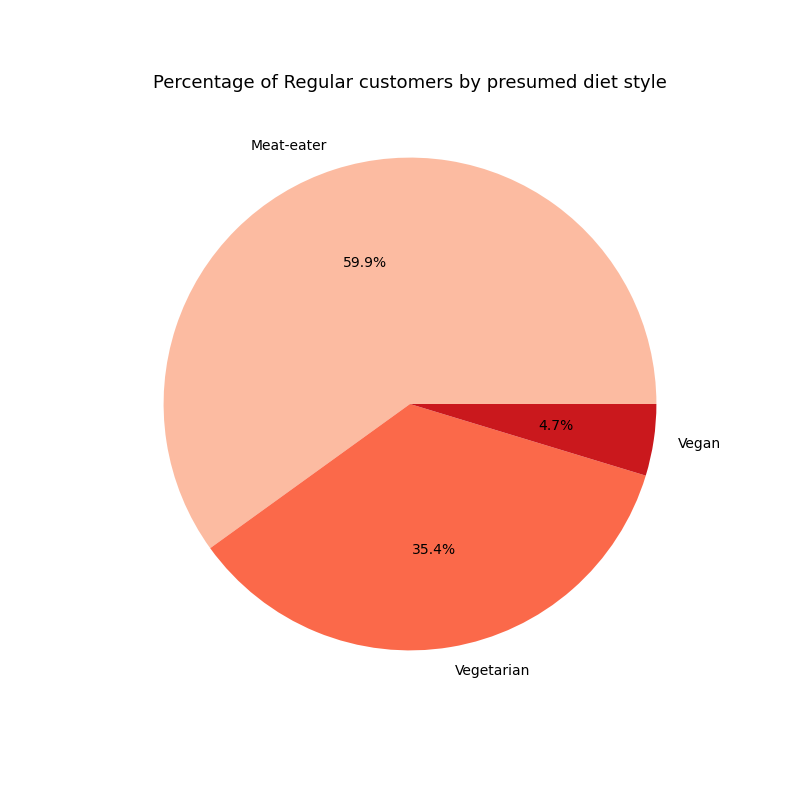 Percentage of Regular customers by presumed diet style
Meat-eater
59.9%
4.7%
Vegan
35.4%
Vegetarian